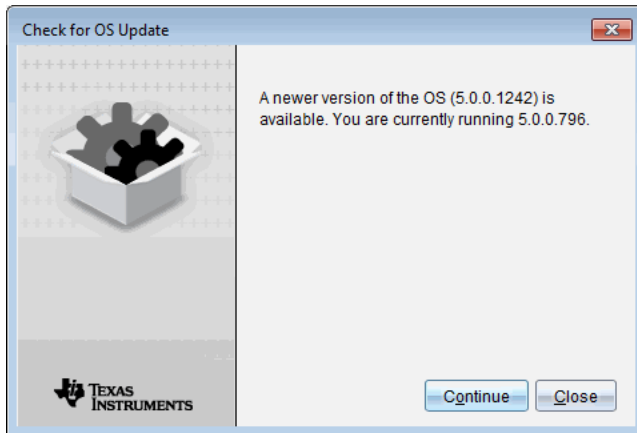 Check for OS Update
A newer version of the OS (5.0.0.1242) is
available. You are currently running 5.0.0.796.
TEXAS
INSTRUMENTS
Continue
Close